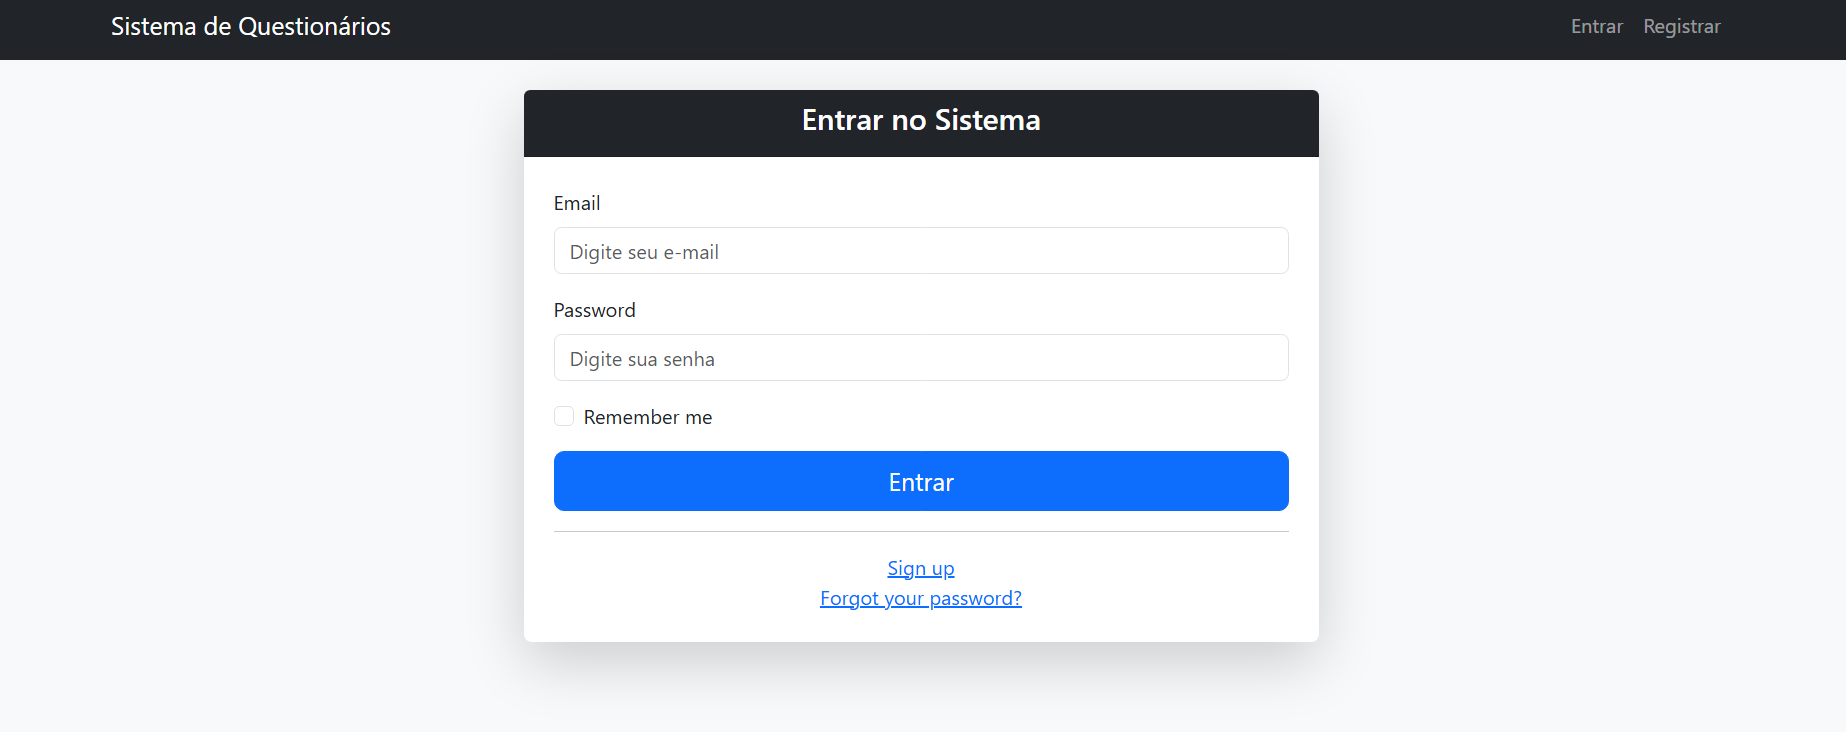 Sistema de Questionários
Entrar Registrar
Entrar no Sistema
Email
Digite seu e-mail
Password
Digite sua senha
Remember me
Entrar
Sign up
Forgot your password?